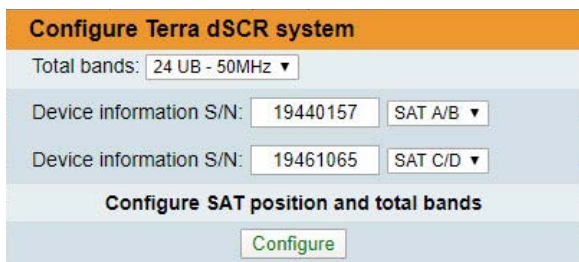 Configure Terra dSCR system
Total bands: 24 UB - 50MHz ▼
Device information S/N: 19440157 SAT A/B ▼
Device information S/N: 19461065 SAT C/D ▼
Configure SAT position and total bands
Configure